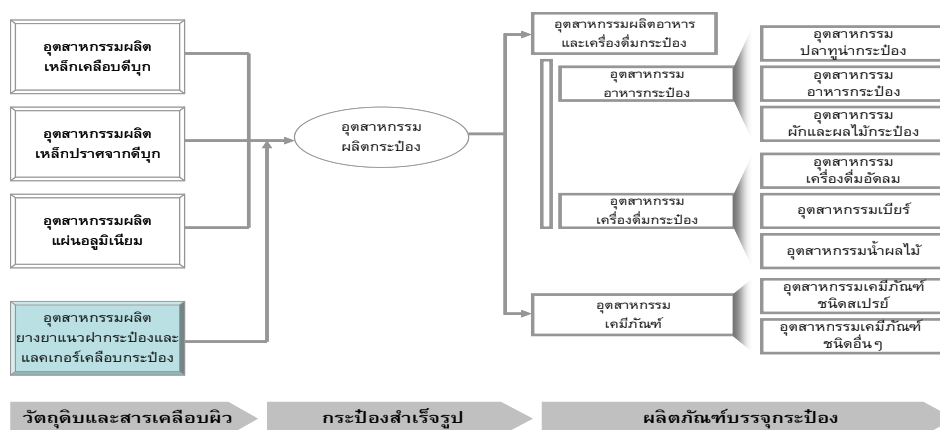 อุตสาหกรรมผลิต
เหล็กเคลือบดีบุก
อุตสาหกรรมผลิต
เหล็กปราศจากดีบุก
อุตสาหกรรมผลิต
แผ่นอลูมิเนียม
อุตสาหกรรมผลิต
ยางยาแนวฝากระป๋องและ
แลคเกอร์เคลือบกระป๋อง
อุตสาหกรรม
ผลิตกระป๋อง
อุตสาหกรรมผลิตอาหาร
และเครื่องดื่มกระป๋อง
อุตสาหกรรม
อาหารกระป๋อง
อุตสาหกรรม
เครื่องดื่มกระป๋อง
อุตสาหกรรม
เคมีภัณฑ์
อุตสาหกรรม
ปลาทูน่ากระป๋อง
อุตสาหกรรม
อาหารกระป๋อง
อุตสาหกรรม
ผักและผลไม้กระป๋อง
อุตสาหกรรม
เครื่องดื่มอัดลม
อุตสาหกรรมเบียร์
อุตสาหกรรมน้ำผลไม้
อุตสาหกรรมเคมีภัณฑ์
ชนิดสเปรย์
อุตสาหกรรมเคมีภัณฑ์
ชนิดอื่นๆ
วัตถุดิบและสารเคลือบผิว
กระป๋องสำเร็จรูป
ผลิตภัณฑ์บรรจุกระป๋อง